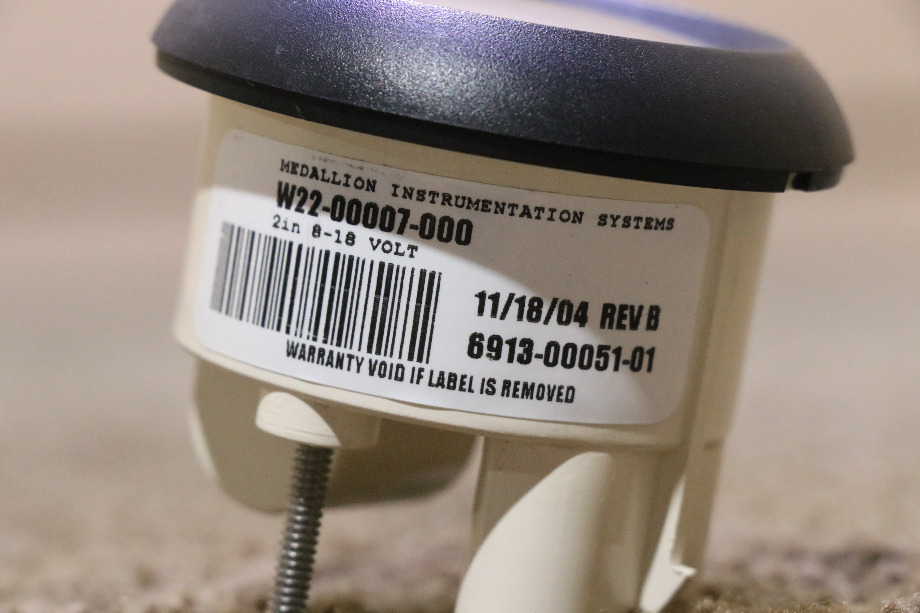 MEDALLION INSTRUMENTATION SYSTEMS
W22-00007-000
2in 8-18 VOLT
11/18/04 REV B
6913-00051-01
WARRANTY VOID IF LABEL IS REMOVED